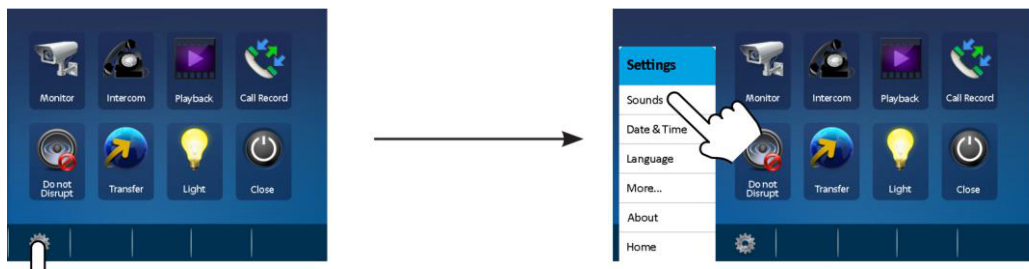 Monitor
Intercom
Playback
Call Record
Do not
Disrupt
Transfer
Light
Close
Settings
Sounds
Date & Time
Language
More...
About
Home
Monitor
Intercom
Playback
Call Record
Do not
Disrupt
Transfer
Light
Close